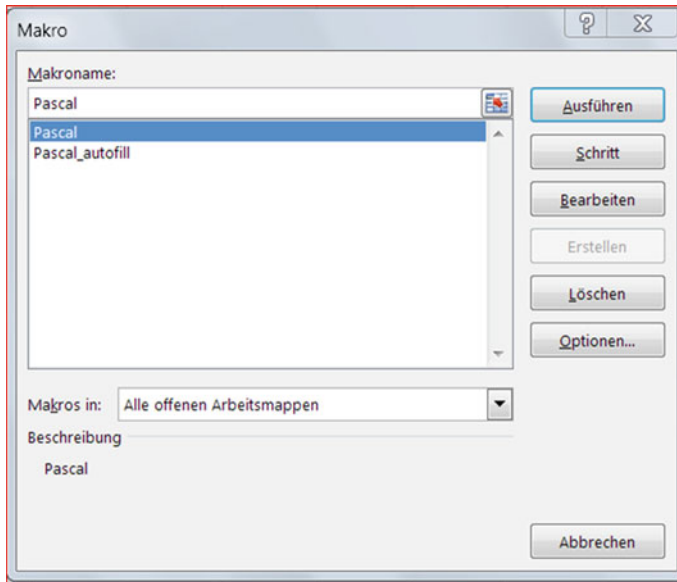 Makro
Makroname:
Pascal
Pascal
Pascal_autofill
Ausführen
Schritt
Bearbeiten
Erstellen
Löschen
Optionen...
Makros in: Alle offenen Arbeitsmappen
Beschreibung
Pascal
Abbrechen